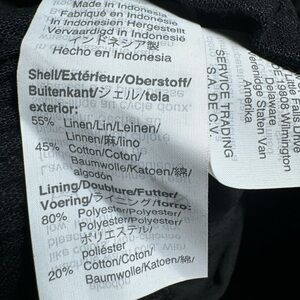 Made In Indonesia
Fabriqué en Indonésie
In Indonesien Hergestellt
Vervaardigd in Indonesië
インドネシア製
Hecho en Indonesia
Shell/Extérieur/Oberstoff/
Buitenkant/シェル/tela
exterior:
55% Linen/Lin/Leinen/
Linnen/麻/lino
45% Cotton/Coton/
Baumwolle/Katoen/綿/
algodón
Lining/Doublure/Futter/
Voering/ライニング/forro:
80% Polyester/Polyester/
Polyester/Polyester/
ポリエステル/
poliéster
20% Cotton/Coton/
Baumwolle/Katoen/綿/
Delaware
Verenigde Staten Van
Amerika
SERVICE TRADING
S.A. DE C.V.